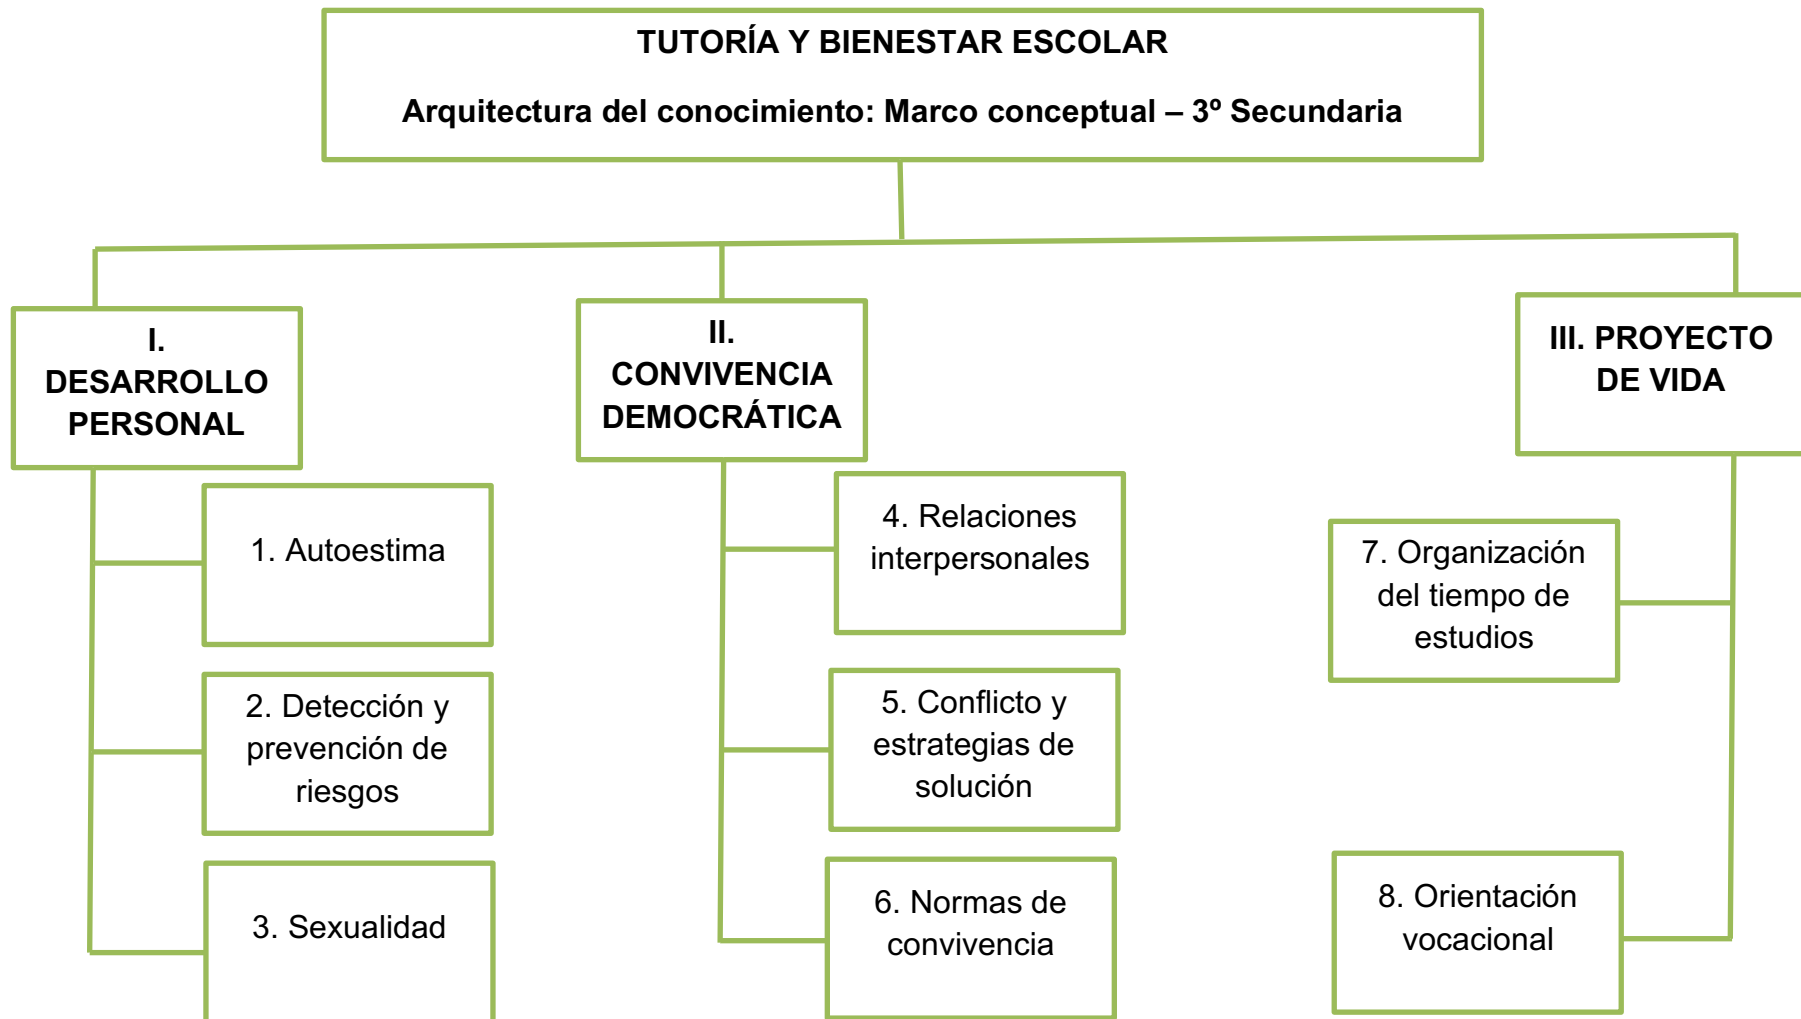 TUTORÍA Y BIENESTAR ESCOLAR
Arquitectura del conocimiento: Marco conceptual – 3º Secundaria
I.
DESARROLLO
PERSONAL
1. Autoestima
2. Detección y
prevención de
riesgos
3. Sexualidad
II.
CONVIVENCIA
DEMOCRÁTICA
4. Relaciones
interpersonales
5. Conflicto y
estrategias de
solución
6. Normas de
convivencia
III. PROYECTO
DE VIDA
7. Organización
del tiempo de
estudios
8. Orientación
vocacional